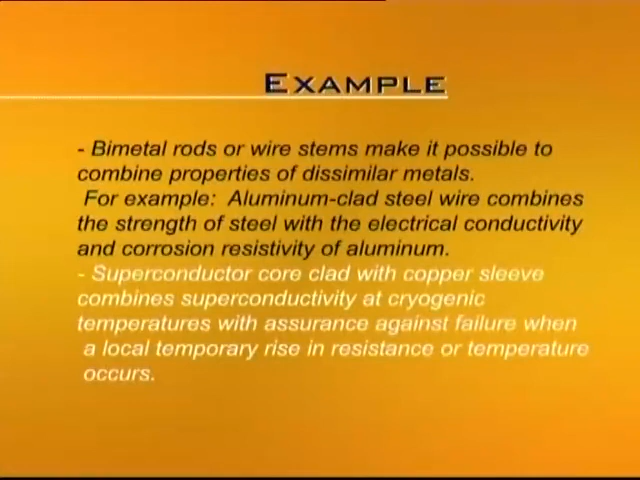 EXAMPLE
- Bimetal rods or wire stems make it possible to
combine properties of dissimilar metals.
For example: Aluminum-clad steel wire combines
the strength of steel with the electrical conductivity
and corrosion resistivity of aluminum.
- Superconductor core clad with copper sleeve
combines superconductivity at cryogenic
temperatures with assurance against failure when
a local temporary rise in resistance or temperature
occurs.